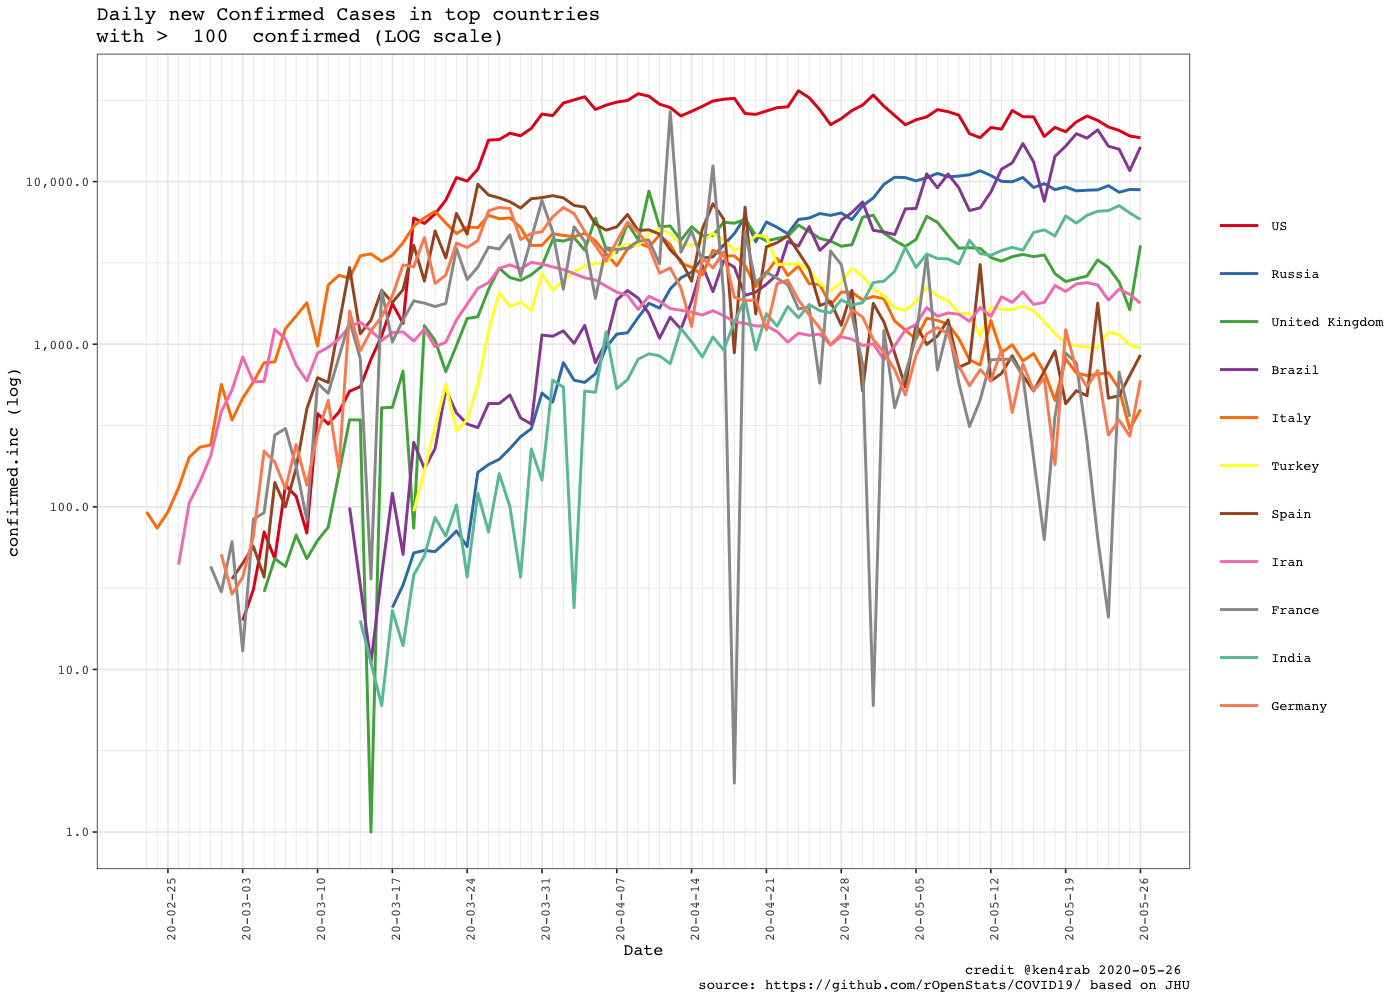 Daily new Confirmed Cases in top countries
with >  100  confirmed (LOG scale)
confirmed.inc (log)
10,000.0
1,000.0
100.0
10.0
1.0
20-02-25
20-03-03
20-03-10
20-03-17
20-03-24
20-03-31
20-04-07
20-04-14
20-04-21
20-04-28
20-05-05
20-05-12
20-05-19
20-05-26
Date
US
Russia
United Kingdom
Brazil
Italy
Turkey
Spain
Iran
France
India
Germany
credit @ken4rab 2020-05-26
source: https://github.com/rOpenStats/COVID19/ based on JHU